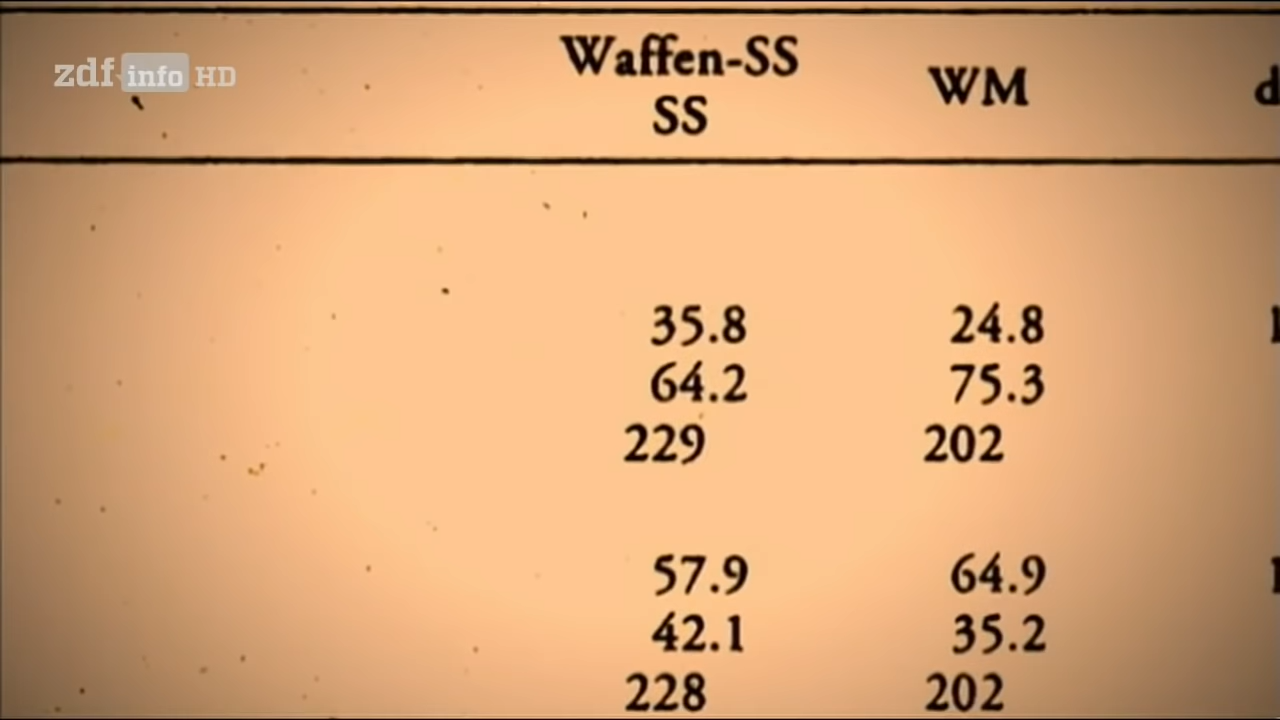 zdf info HD
Waffen-SS
SS
WM
d
35.8 24.8
64.2 75.3
229 202
57.9 64.9
42.1 35.2
228 202